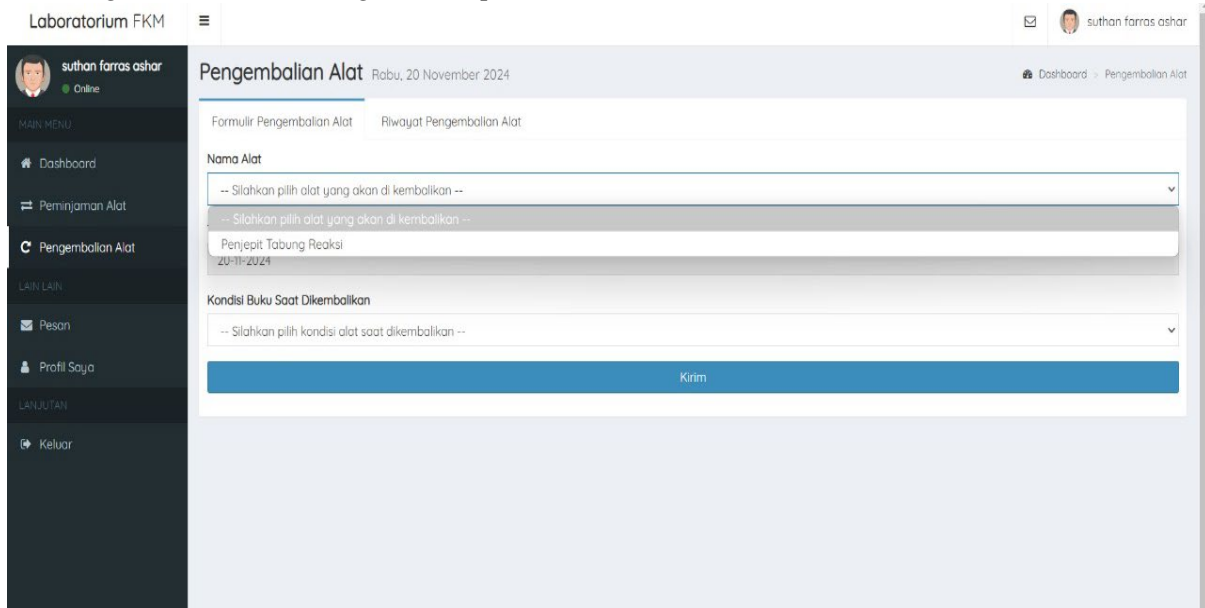 Laboratorium FKM
suthan farras ashar
suthan farras ashar
Online
Pengembalian Alat Rabu, 20 November 2024
Dashboard > Pengembalian Alat
MAIN MENU
Dashboard
Peminjaman Alat
Pengembalian Alat
LAIN LAIN
Pesan
Profil Saya
LANJUTAN
Keluar
Formulir Pengembalian Alat
Riwayat Pengembalian Alat
Nama Alat
-- Silahkan pilih alat yang akan di kembalikan --
-- Silahkan pilih alat yang akan di kembalikan --
Penjepit Tabung Reaksi
20-11-2024
Kondisi Buku Saat Dikembalikan
-- Silahkan pilih kondisi alat saat dikembalikan --
Kirim